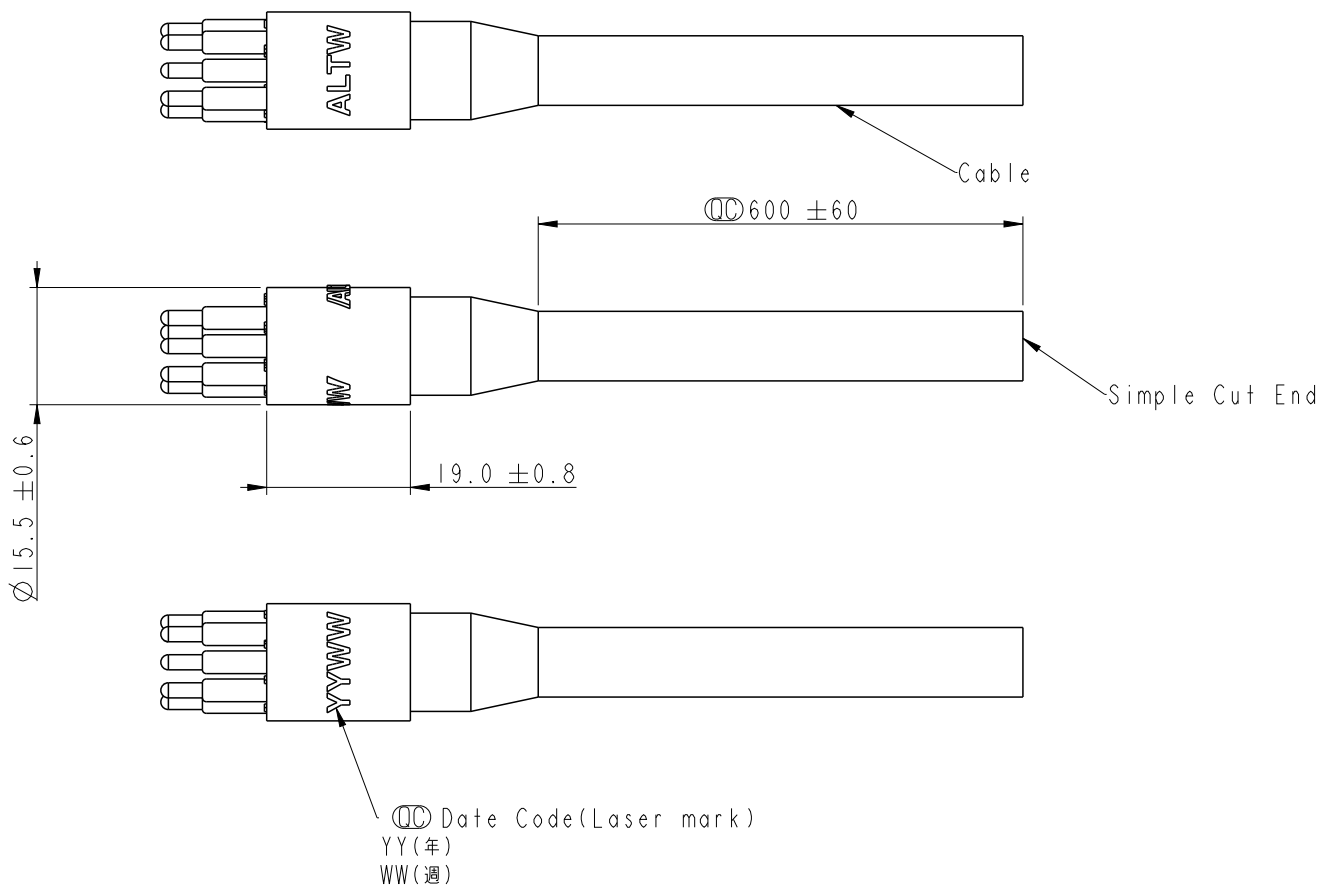 ALTW
Cable
QC 600 ±60
Al
W
Simple Cut End
19.0 ±0.8
Ø15.5 ±0.6
YYWW
QC Date Code(Laser mark)
YY(年)
WW(週)